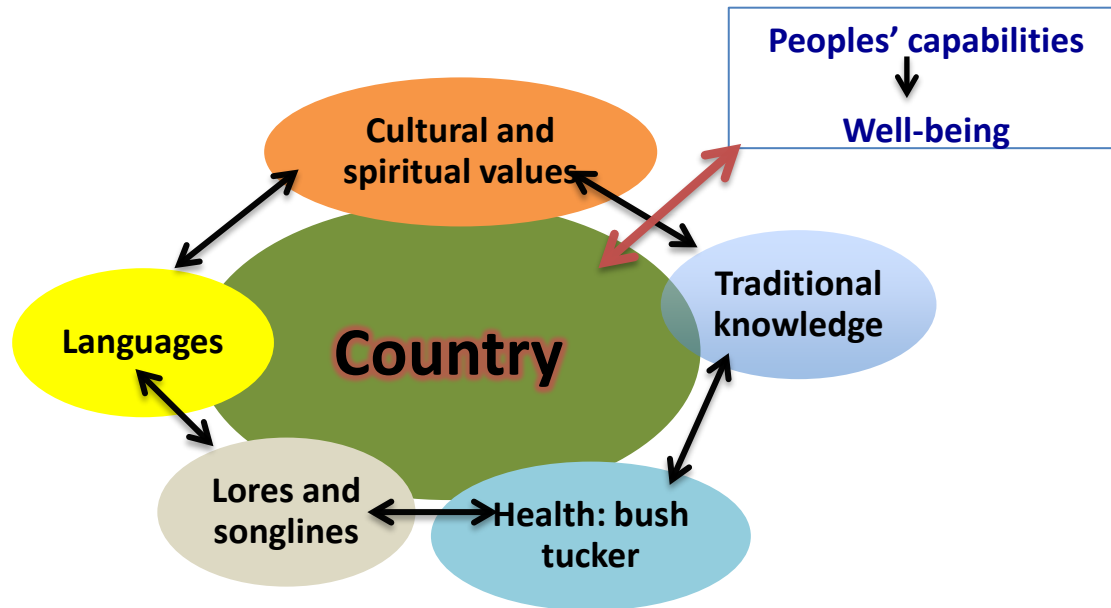 Peoples’ capabilities
Well-being
Cultural and
spiritual values
Traditional
knowledge
Languages
Country
Lores and
songlines
Health: bush
tucker